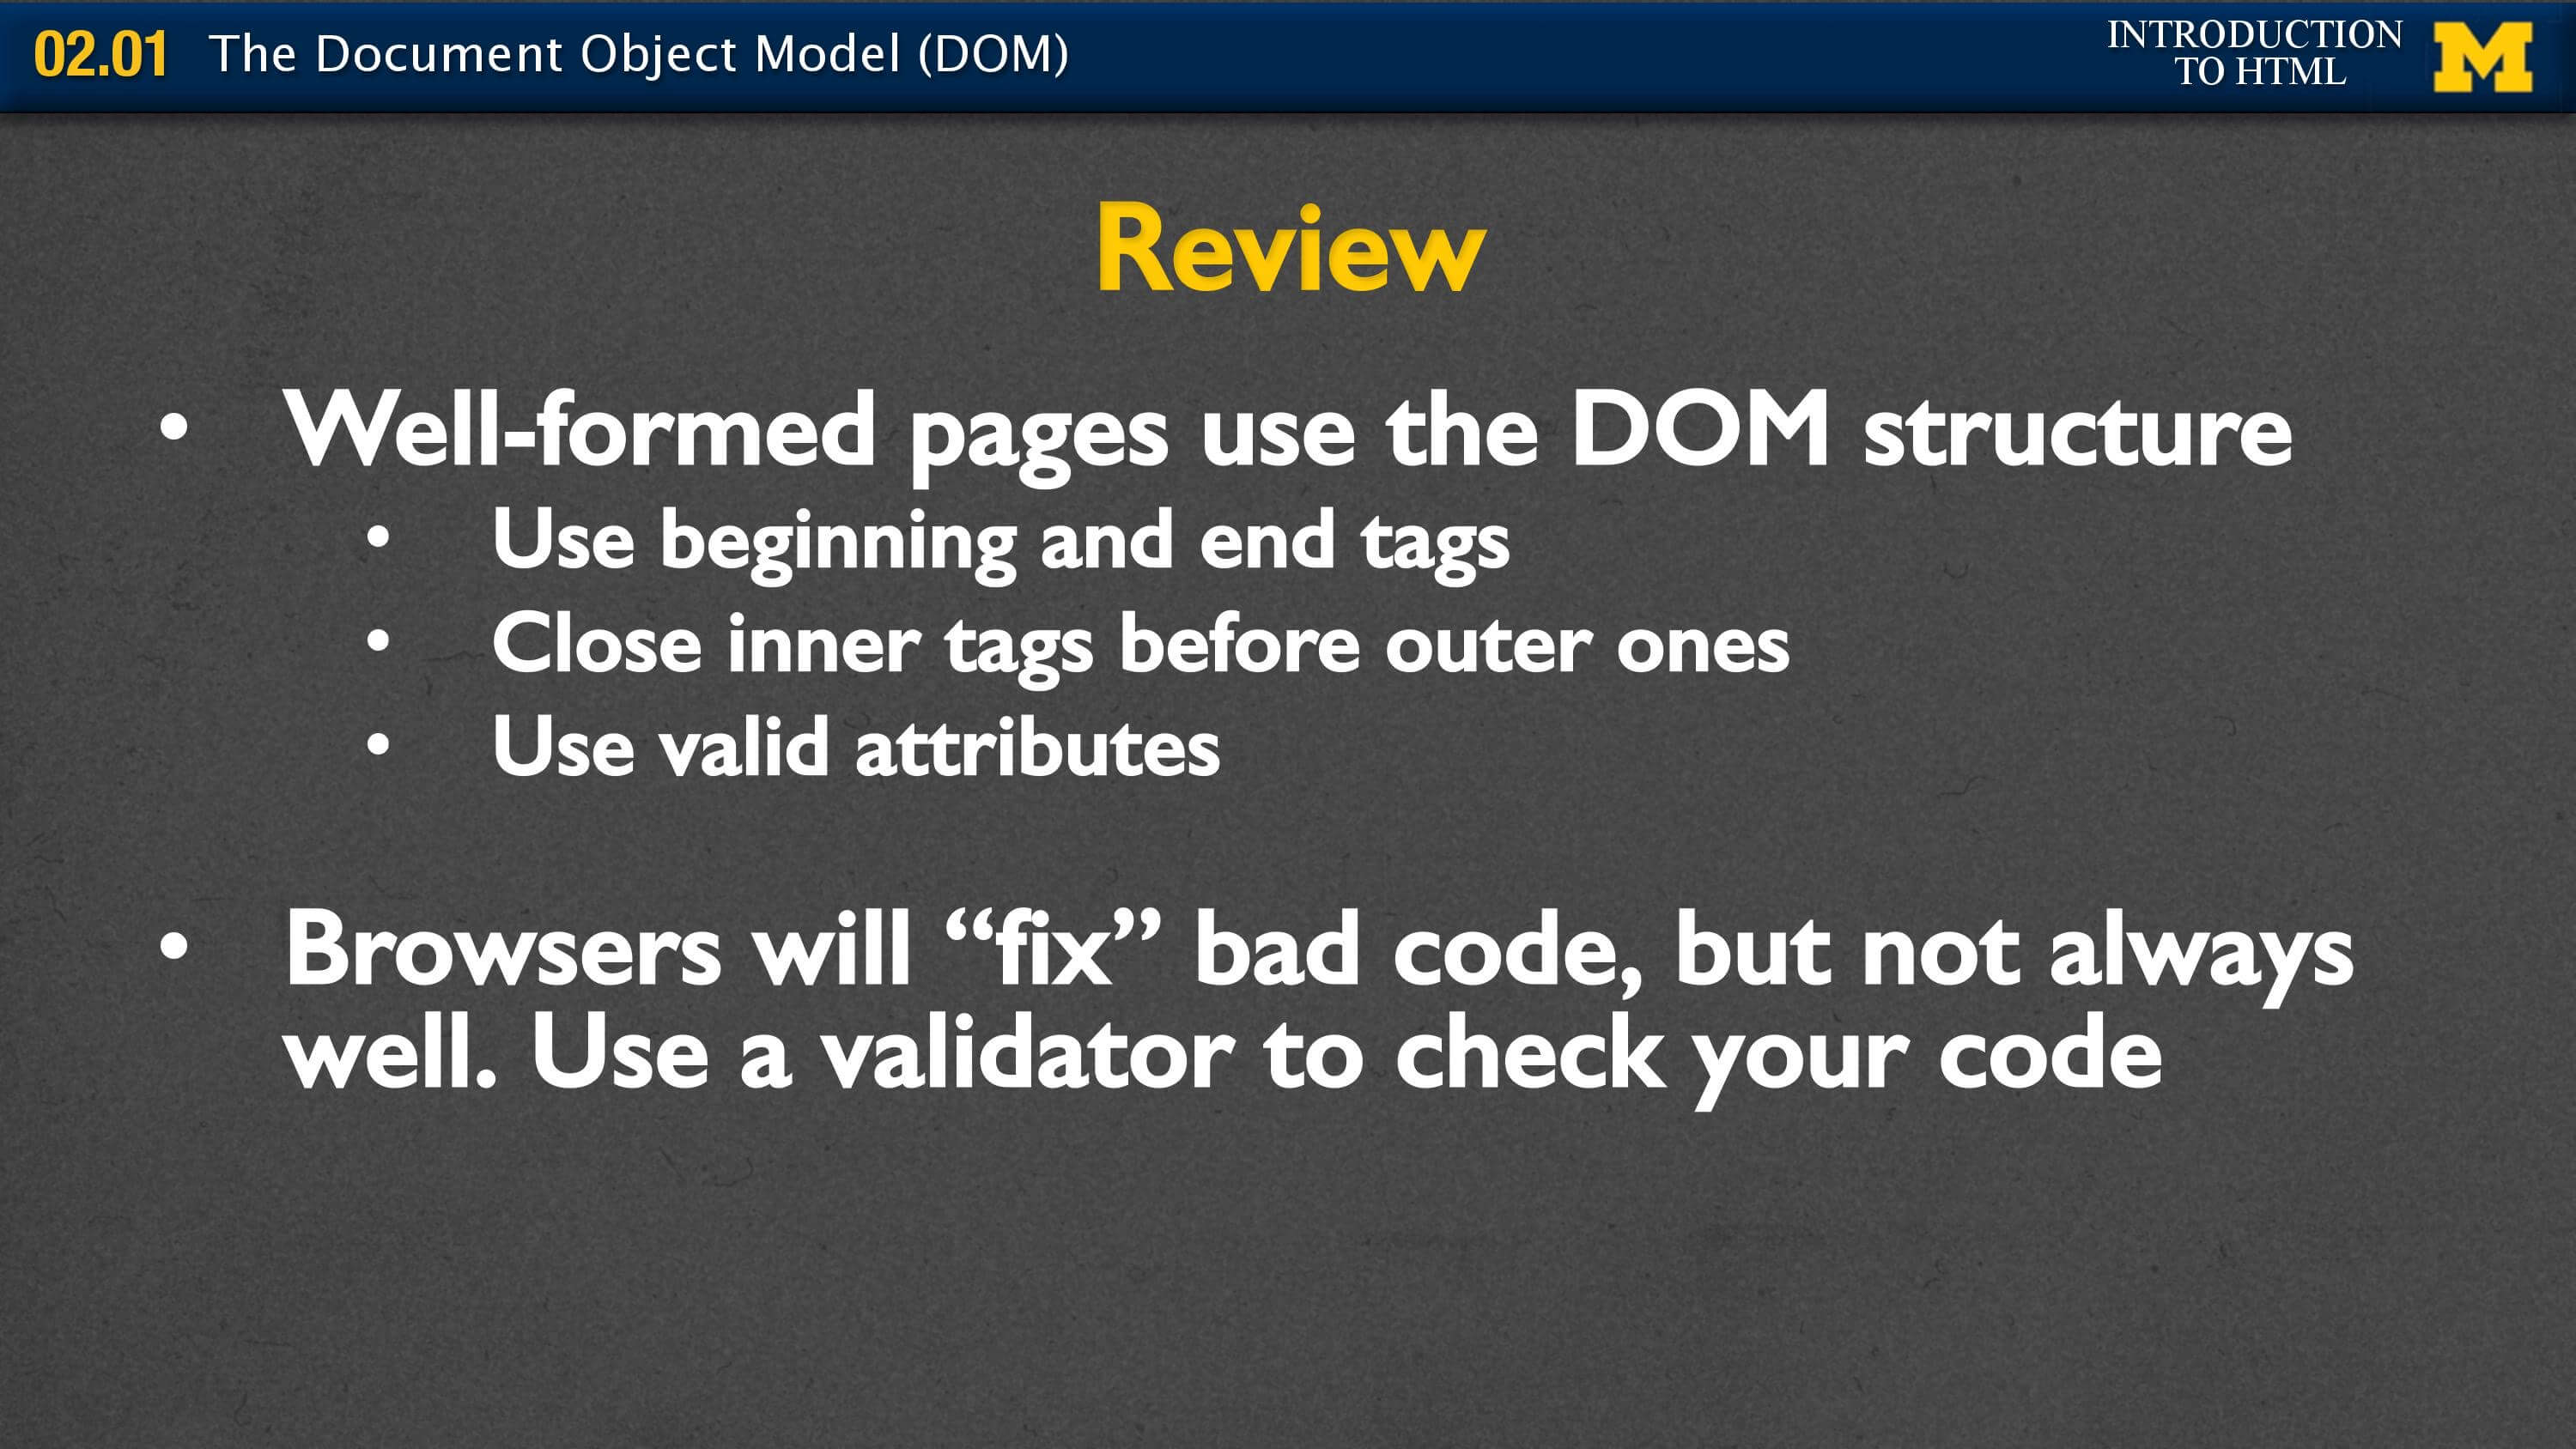 02.01 The Document Object Model (DOM)
INTRODUCTION
TO HTML
M
Review
• Well-formed pages use the DOM structure
• Use beginning and end tags
• Close inner tags before outer ones
• Use valid attributes
• Browsers will “fix” bad code, but not always
well. Use a validator to check your code